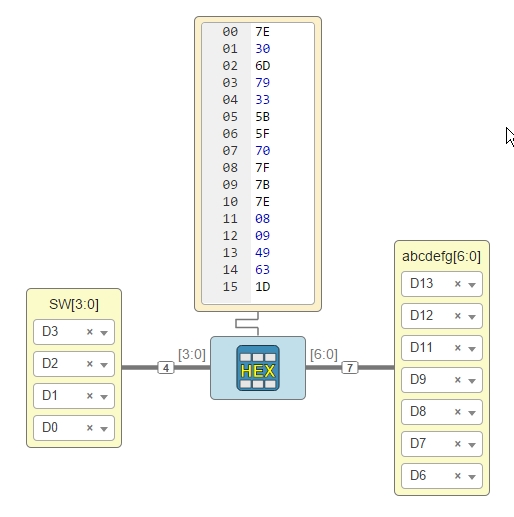 00 7E
01 30
02 6D
03 79
04 33
05 5B
06 5F
07 70
08 7F
09 7B
10 7E
11 08
12 09
13 49
14 63
15 1D
SW[3:0]
D3 ×
D2 ×
D1 ×
D0 ×
4
[3:0]
HEX
[6:0]
7
abcdefg[6:0]
D13 ×
D12 ×
D11 ×
D9 ×
D8 ×
D7 ×
D6 ×